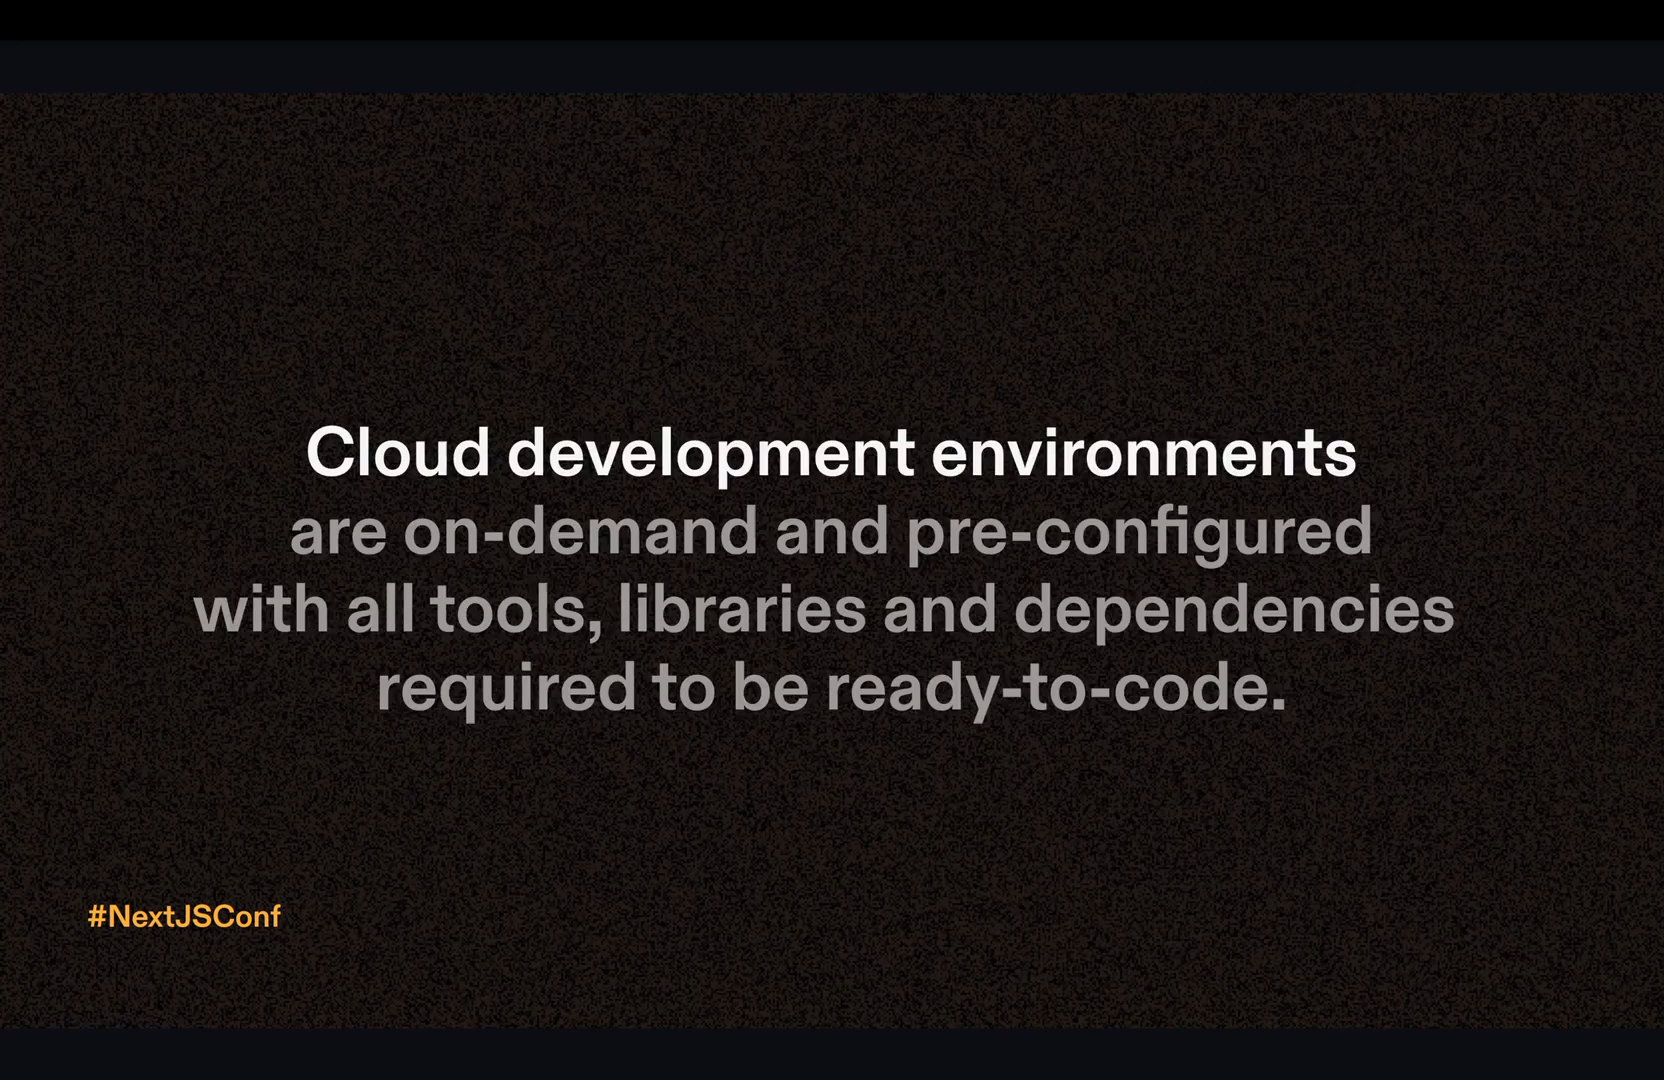 Cloud development environments
are on-demand and pre-configured
with all tools, libraries and dependencies
required to be ready-to-code.
#NextJSConf